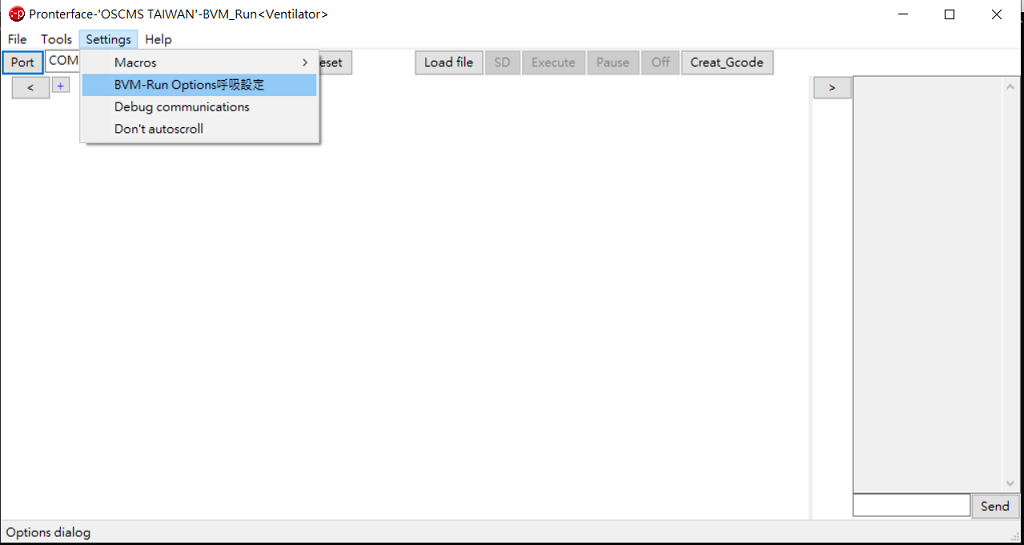 Pronterface-'OSCMS TAIWAN'-BVM_Run<Ventilator>
File Tools Settings Help
Port COM eset Load file SD Execute Pause Off Creat_Gcode
Macros >
< + BVM-Run Options呼吸設定 >
Debug communications
Don't autoscroll
Send
Options dialog